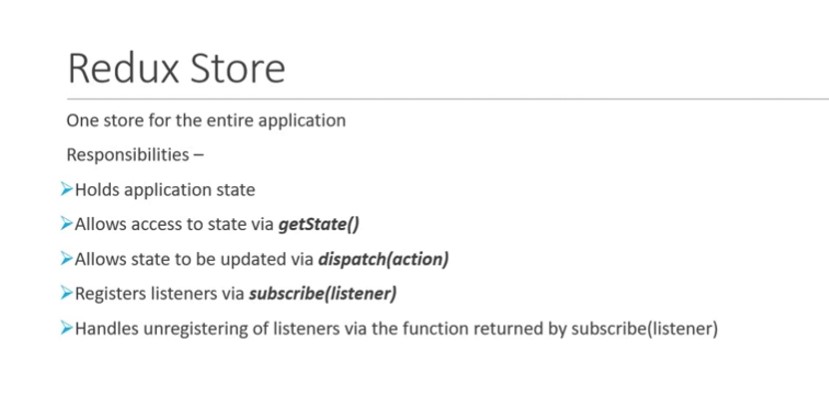 Redux Store
One store for the entire application
Responsibilities –
➤Holds application state
➤Allows access to state via getState()
➤Allows state to be updated via dispatch(action)
➤Registers listeners via subscribe(listener)
➤Handles unregistering of listeners via the function returned by subscribe(listener)